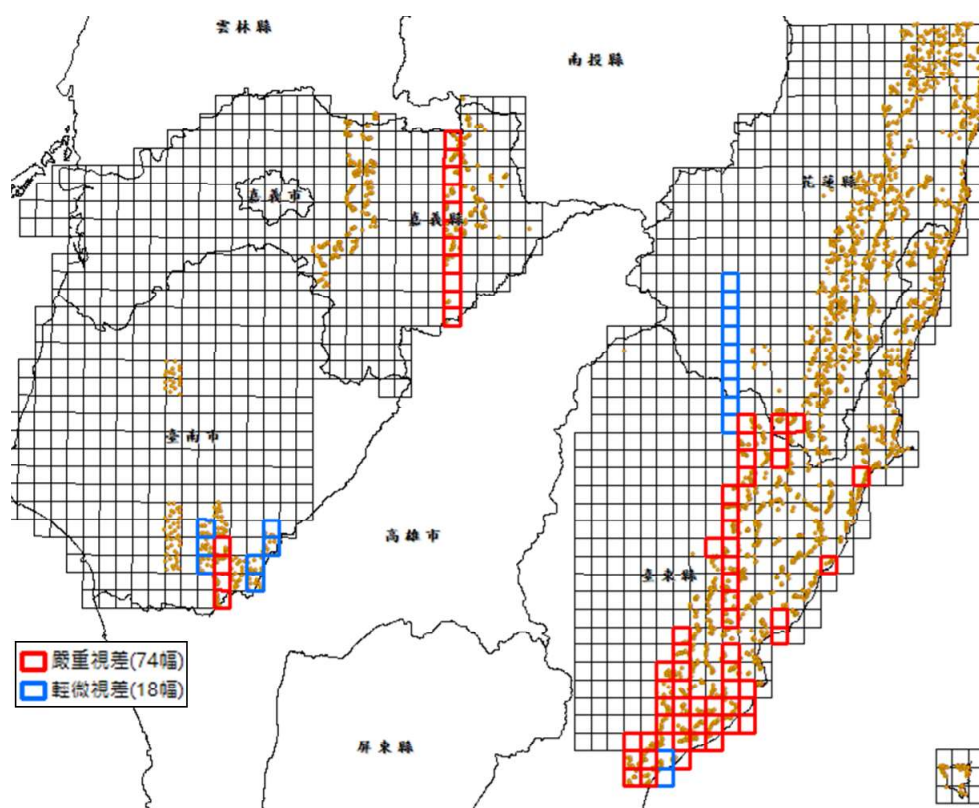 雲林縣
南投縣
花蓮縣
嘉義市
嘉義縣
臺南市
高雄市
臺東縣
嚴重視差(74幅)
輕微視差(18幅)
屏東縣